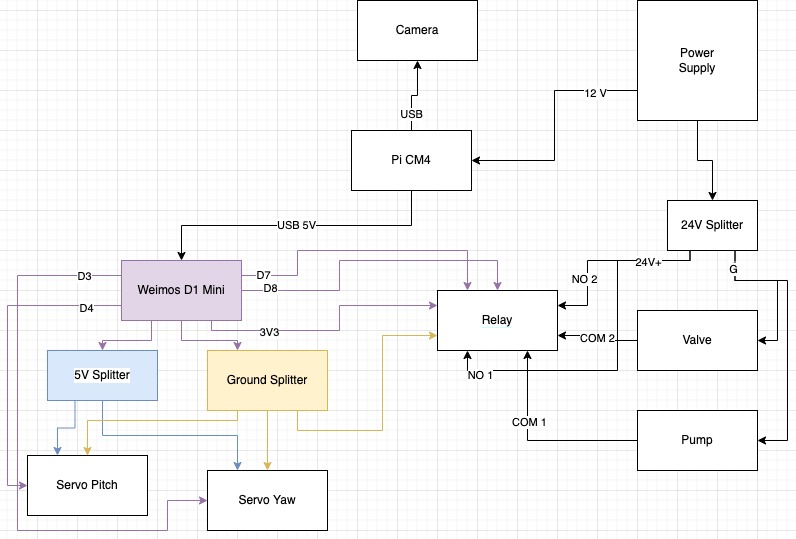 Camera
Power
Supply
12 V
USB
Pi CM4
24V Splitter
USB 5V
24V+
G
D3
D7
NO 2
Weimos D1 Mini
D8
D4
Relay
3V3
COM 2
Valve
5V Splitter
Ground Splitter
NO 1
COM 1
Pump
Servo Pitch
Servo Yaw